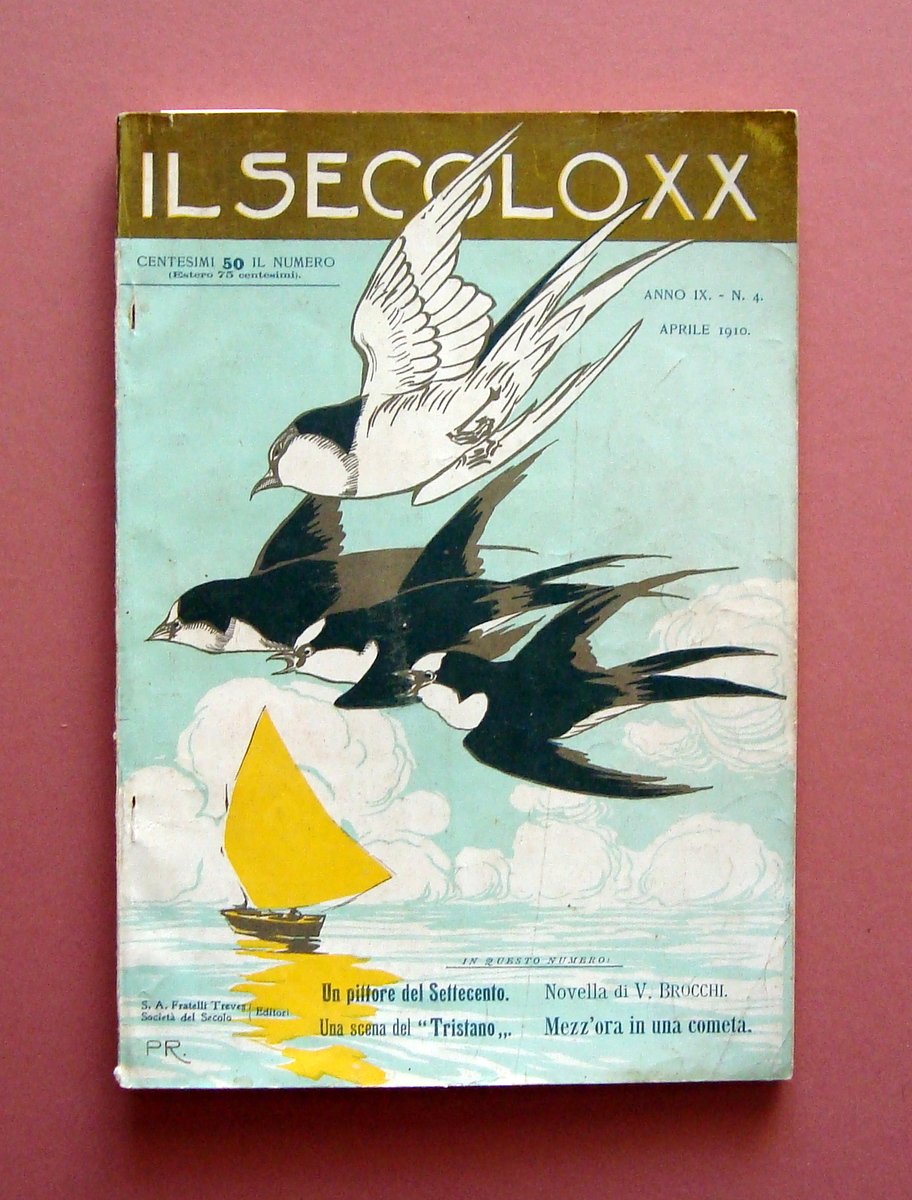 IL SECOLO XX
CENTESIMI 50 IL NUMERO
(Estero 75 centesimi).
ANNO IX. - N. 4.
APRILE 1910.
IN QUESTO NUMERO:
Un pittore del Settecento. Novella di V. BROCCHI.
Una scena del "Tristano„. Mezz'ora in una cometa.
S. A. Fratelli Treves
Società del Secolo
Editori
PR.